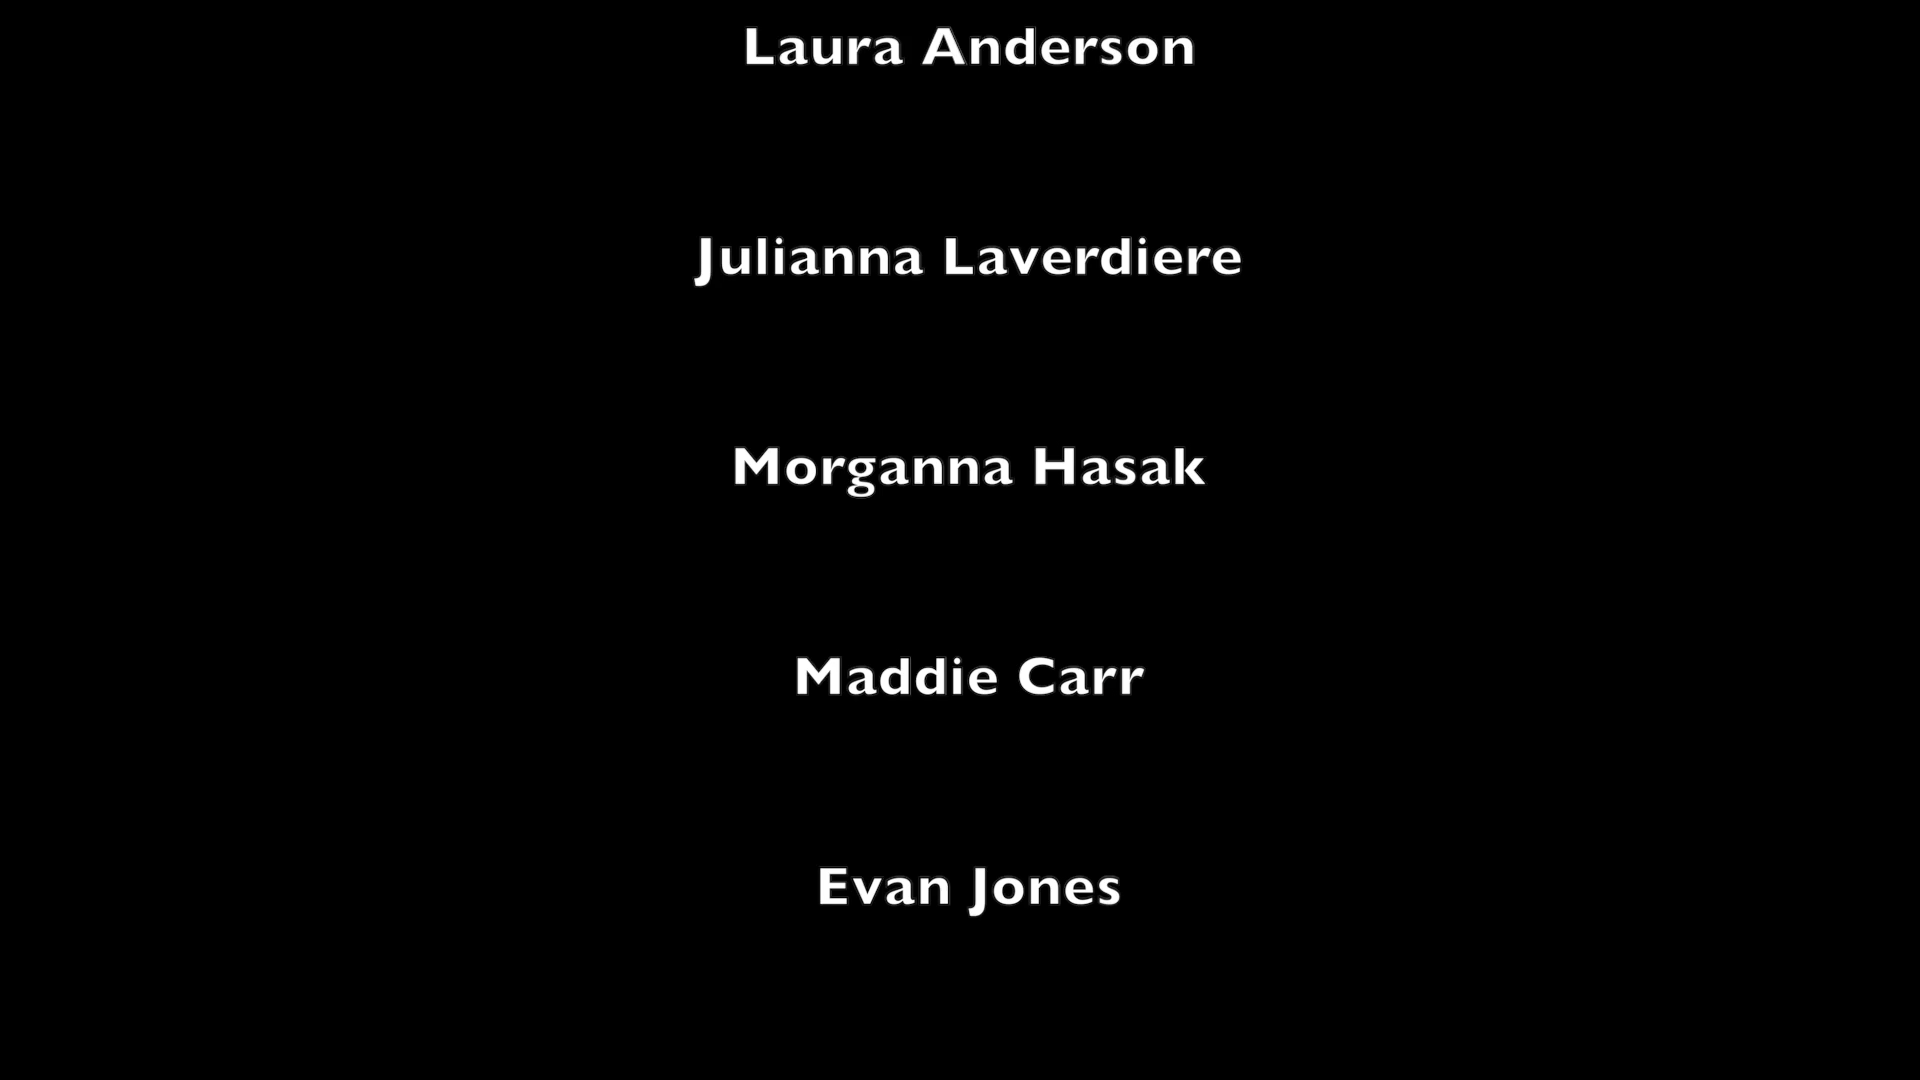 Laura Anderson
Julianna Laverdiere
Morganna Hasak
Maddie Carr
Evan Jones